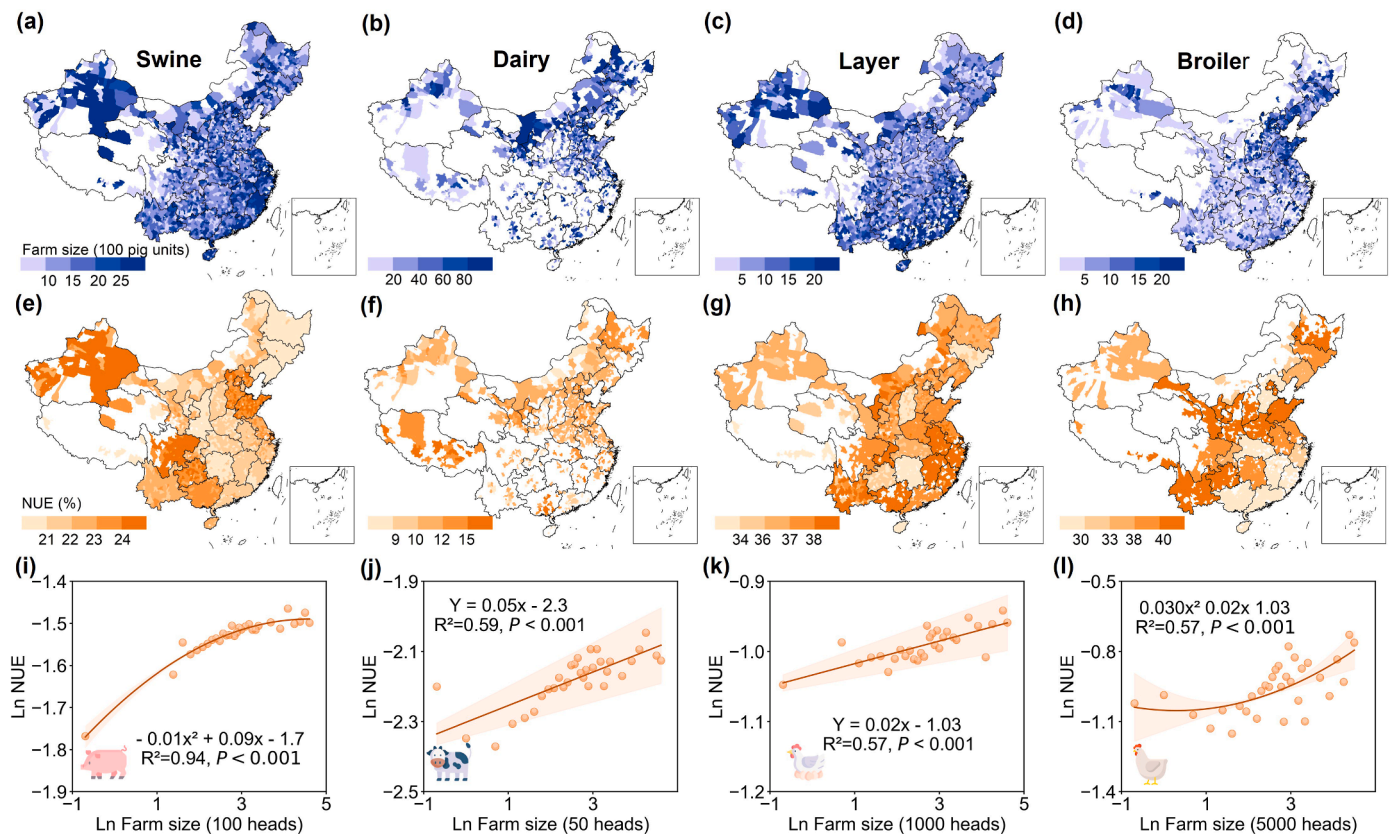 (a)
Swine
(b)
Dairy
(c)
Layer
(d)
Broiler
Farm size (100 pig units)
10 15 20 25
20 40 60 80
5 10 15 20
5 10 15 20
(e)
(f)
(g)
(h)
NUE (%)
21 22 23 24
9 10 12 15
34 36 37 38
30 33 38 40
(i)
−1.4
−1.5
−1.6
−1.7
−1.8
−1.9
Ln NUE
- 0.01x² + 0.09x - 1.7
R²=0.94, P < 0.001
−1 1 3 5
Ln Farm size (100 heads)
(j)
−1.9
−2.1
−2.3
−2.5
Ln NUE
Y = 0.05x - 2.3
R²=0.59, P < 0.001
−1 1 3
Ln Farm size (50 heads)
(k)
−0.9
−1.0
−1.1
−1.2
Ln NUE
Y = 0.02x - 1.03
R²=0.57, P < 0.001
−1 1 3 5
Ln Farm size (1000 heads)
(l)
−0.5
−0.8
−1.1
−1.4
Ln NUE
0.030x² 0.02x 1.03
R²=0.57, P < 0.001
−1 1 3
Ln Farm size (5000 heads)